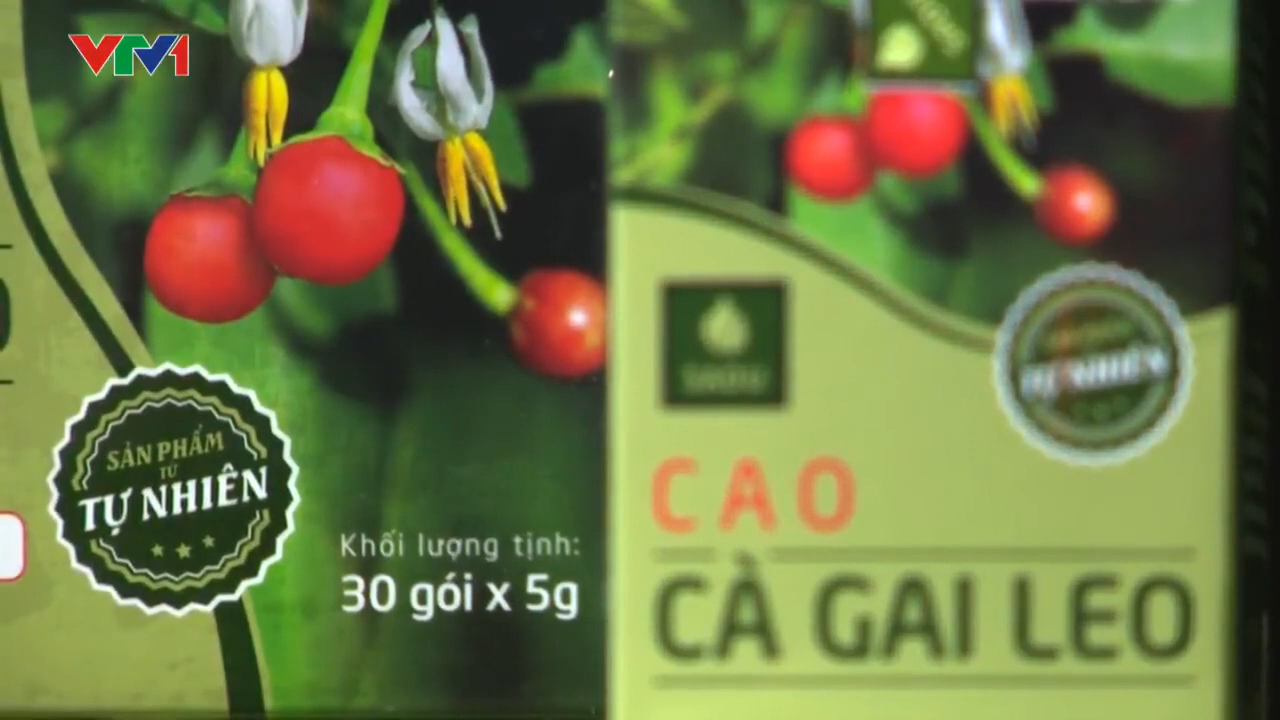 VTV1
SẢN PHẨM
TỪ
TỰ NHIÊN
Khối lượng tịnh:
30 gói x 5g
TỰ NHIÊN
CAO
CÀ GAI LEO